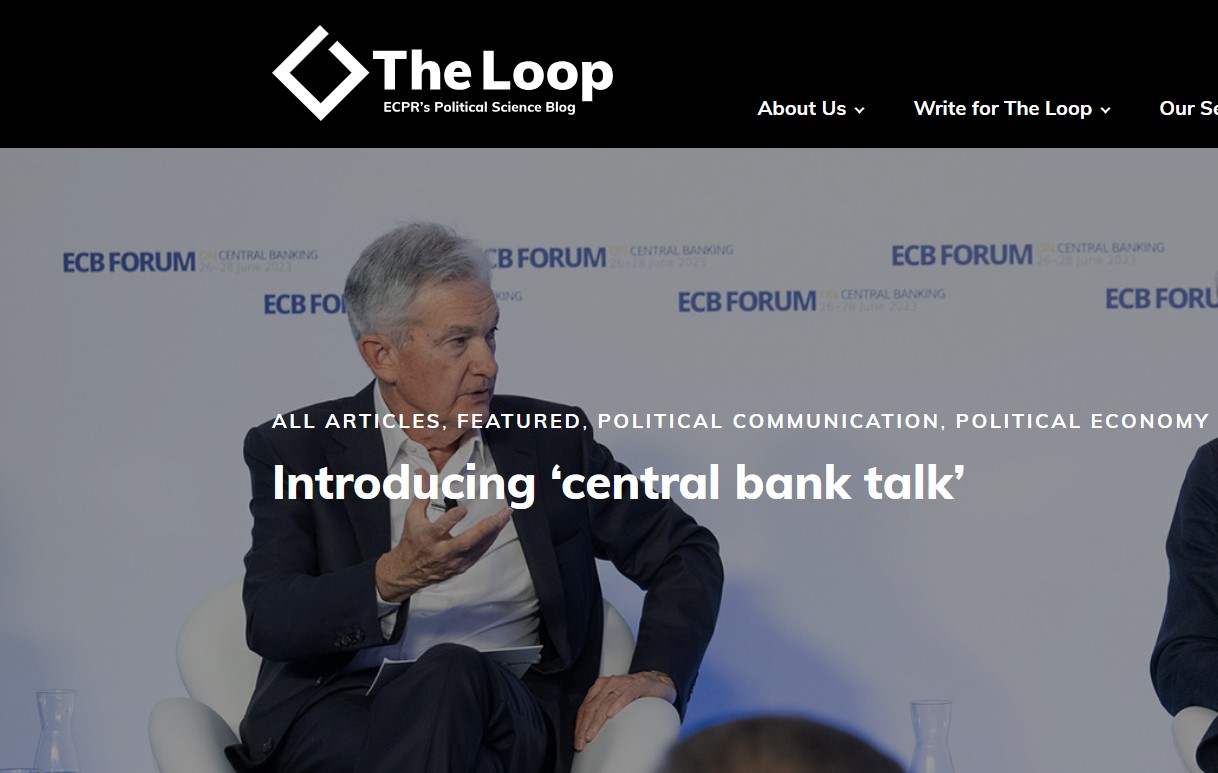 The Loop
ECPR's Political Science Blog
About Us
Write for The Loop
Our Se
ECB FORUM ON CENTRAL BANKING
26-28 June 2023
CB FORUM ON CENTRAL BANKING
26-28 June 2023
ECB FORUM ON CENTRAL BANKING
26-28 June 2023
ECB FO
KING
ECB FORUM ON CENTRAL BANKING
26-28 June 2023
ECB FORU
ALL ARTICLES, FEATURED, POLITICAL COMMUNICATION, POLITICAL ECONOMY
Introducing ‘central bank talk’